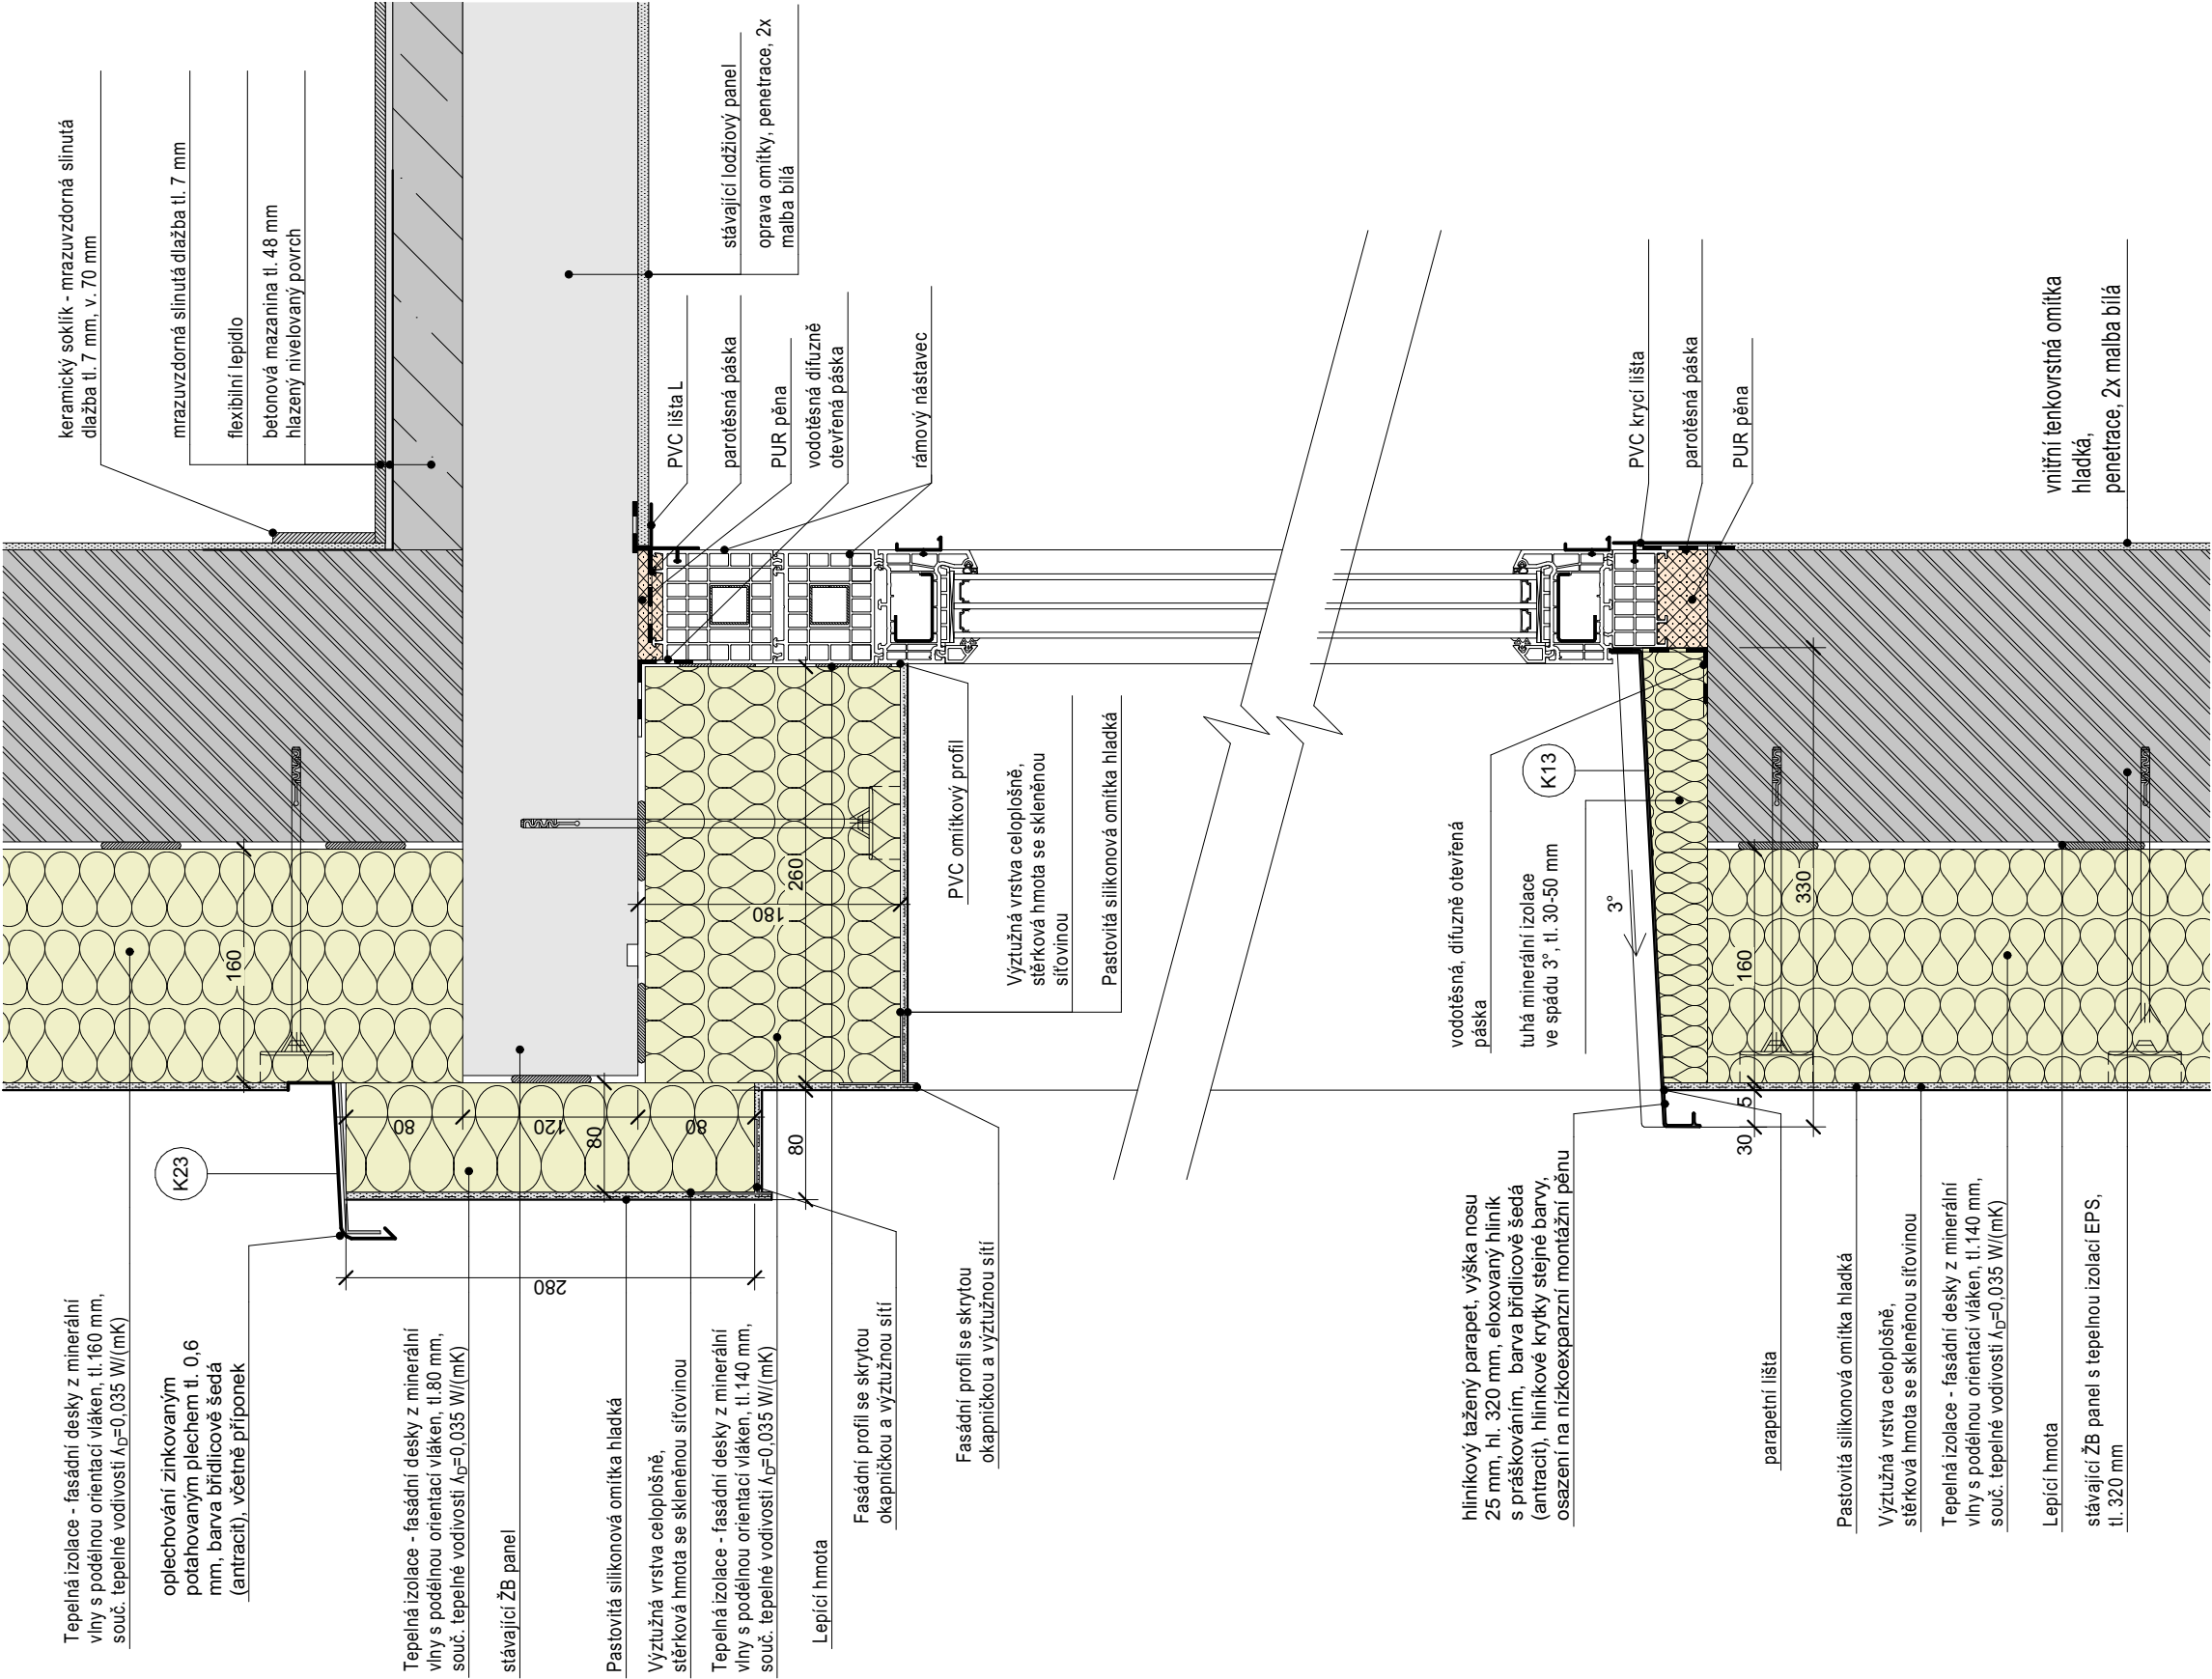 keramický soklík - mrazuvzdorná slinutá
dlažba tl. 7 mm, v. 70 mm
mrazuvzdorná slinutá dlažba tl. 7 mm
flexibilní lepidlo
betonová mazanina tl. 48 mm
hlazený nivelovaný povrch
stávající lodžiový panel
oprava omítky, penetrace, 2x
malba bílá
PVC lišta L
parotěsná páska
PUR pěna
vodotěsná difuzně
otevřená páska
rámový nástavec
PVC krycí lišta
parotěsná páska
PUR pěna
vnitřní tenkovrstná omítka
hladká,
penetrace, 2x malba bílá
PVC omítkový profil
Výztužná vrstva celoplošně,
stěrková hmota se skleněnou
síťovinou
Pastovitá silikonová omítka hladká
vodotěsná, difuzně otevřená
páska
tuhá minerální izolace
ve spádu 3°, tl. 30-50 mm
K13
3°
160
260
180
80
120
80
80
80
280
330
160
5
30
K23
Tepelná izolace - fasádní desky z minerální
vlny s podélnou orientací vláken, tl.160 mm,
souč. tepelné vodivosti λD=0,035 W/(mK)
oplechování zinkovaným
potahovaným plechem tl. 0,6
mm, barva břidlicově šedá
(antracit), včetně příponek
Tepelná izolace - fasádní desky z minerální
vlny s podélnou orientací vláken, tl.80 mm,
souč. tepelné vodivosti λD=0,035 W/(mK)
stávající ŽB panel
Pastovitá silikonová omítka hladká
Výztužná vrstva celoplošně,
stěrková hmota se skleněnou síťovinou
Tepelná izolace - fasádní desky z minerální
vlny s podélnou orientací vláken, tl.140 mm,
souč. tepelné vodivosti λD=0,035 W/(mK)
Lepící hmota
Fasádní profil se skrytou
okapničkou a výztužnou sítí
Fasádní profil se skrytou
okapničkou a výztužnou sítí
hliníkový tažený parapet, výška nosu
25 mm, hl. 320 mm, eloxovaný hliník
s práškováním, barva břidlicově šedá
(antracit), hliníkové krytky stejné barvy,
osazení na nízkoexpanzní montážní pěnu
parapetní lišta
Pastovitá silikonová omítka hladká
Výztužná vrstva celoplošně,
stěrková hmota se skleněnou síťovinou
Tepelná izolace - fasádní desky z minerální
vlny s podélnou orientací vláken, tl.140 mm,
souč. tepelné vodivosti λD=0,035 W/(mK)
Lepící hmota
stávající ŽB panel s tepelnou izolací EPS,
tl. 320 mm